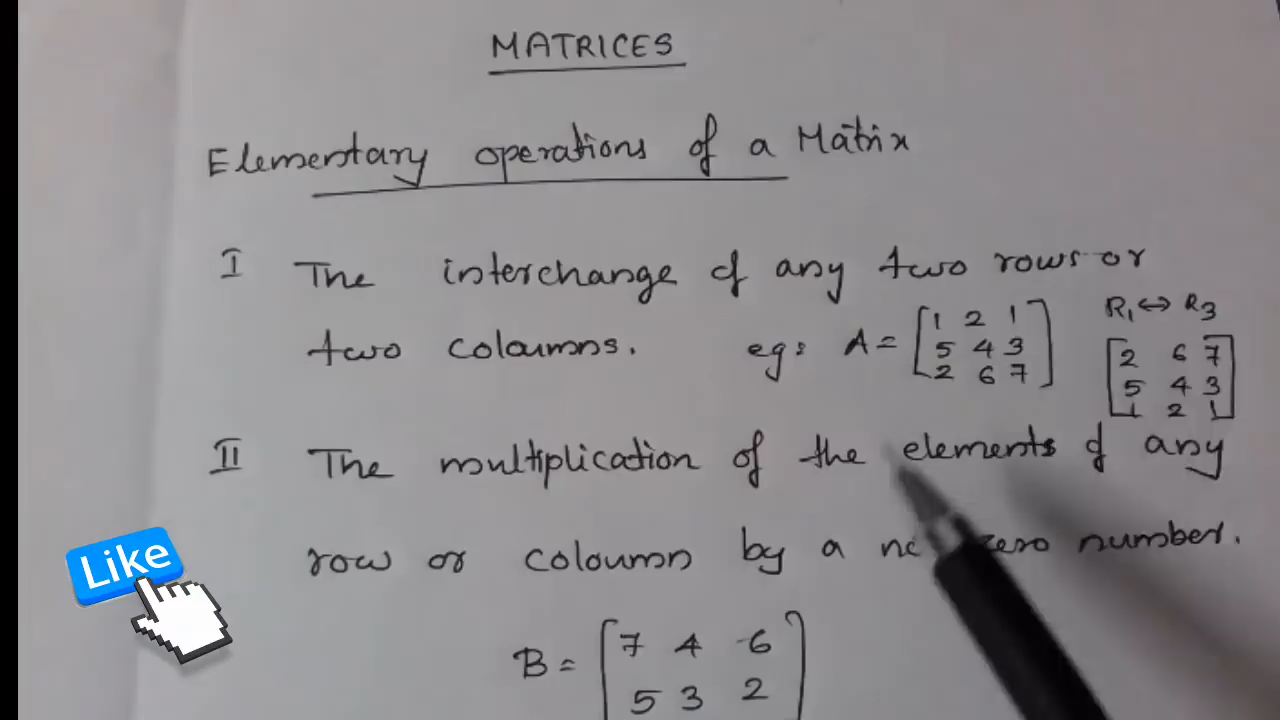 MATRICES
Elementary operations of a Matrix
I The interchange of any two rows or
two coloumns. eg: A = [1 2 1 R1 ↔ R3
5 4 3 [2 6 7
2 6 7] 5 4 3
1 2 1]
II The multiplication of the elements of any
row or coloumn by a zero number.
B = [7 4 -6
5 3 2
Like